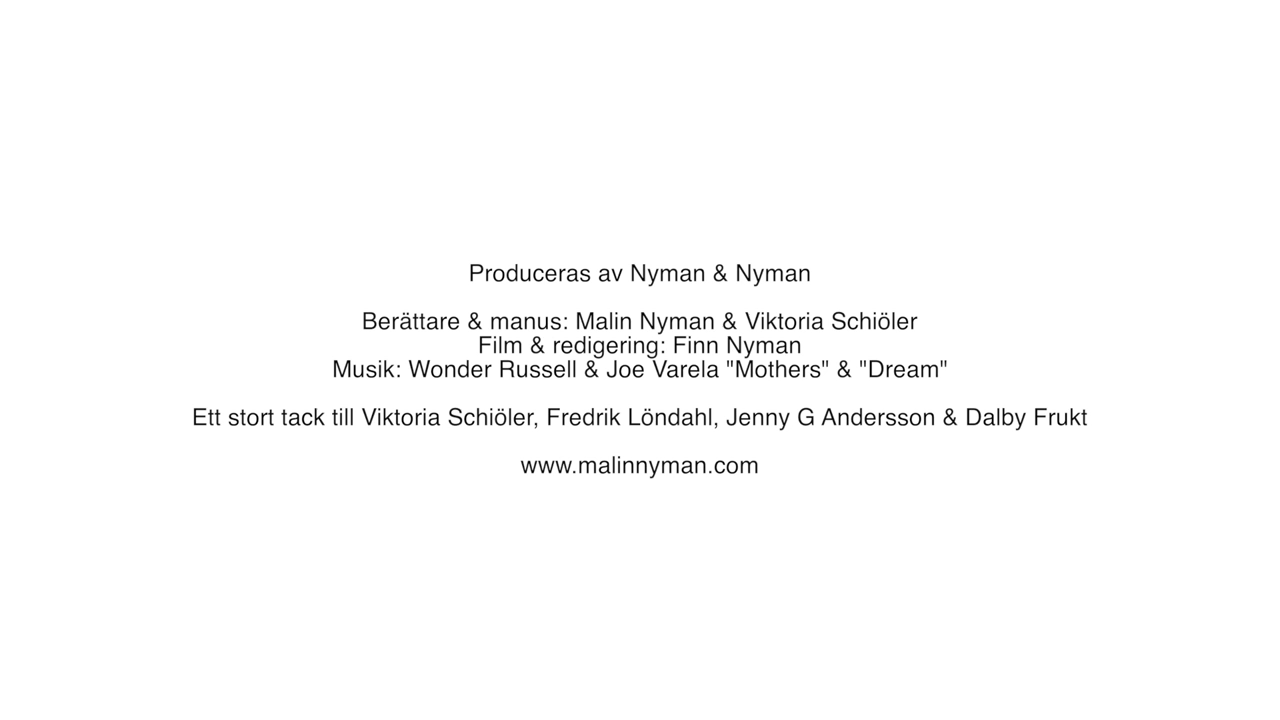 Produceras av Nyman & Nyman
Berättare & manus: Malin Nyman & Viktoria Schiöler
Film & redigering: Finn Nyman
Musik: Wonder Russell & Joe Varela "Mothers" & "Dream"
Ett stort tack till Viktoria Schiöler, Fredrik Löndahl, Jenny G Andersson & Dalby Frukt
www.malinnyman.com